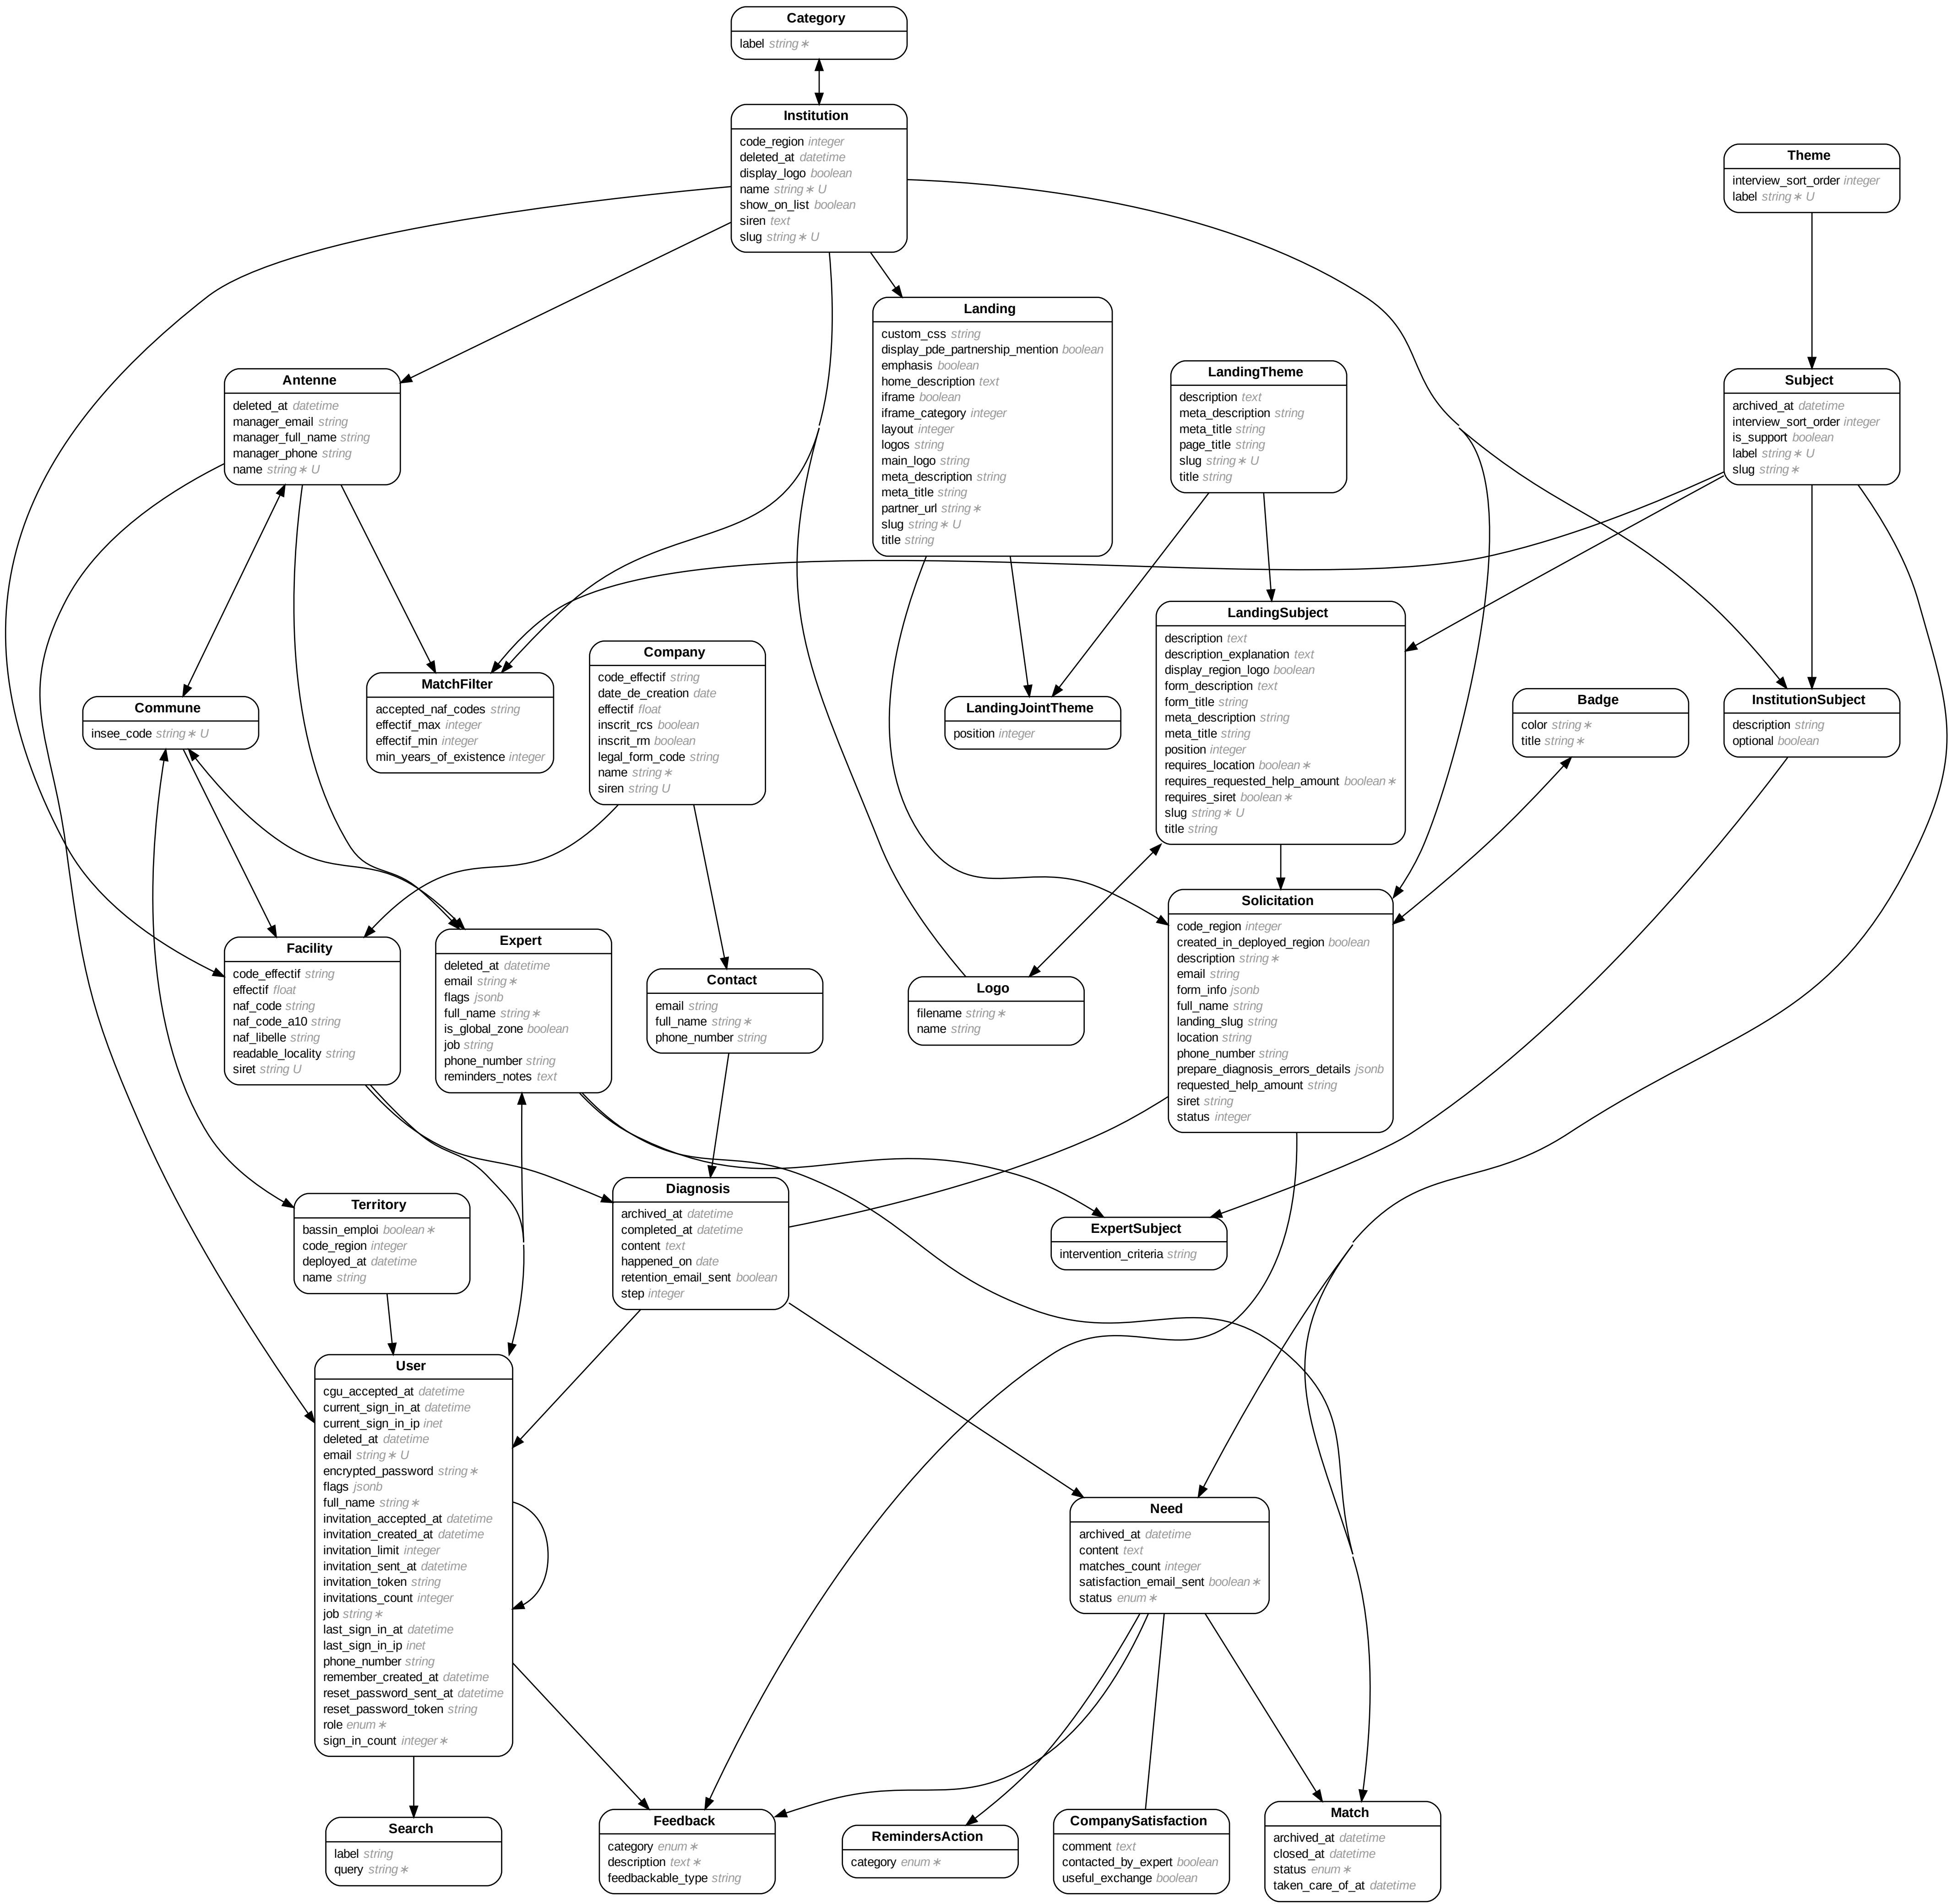 Category
label string∗
Institution
code_region integer
deleted_at datetime
display_logo boolean
name string∗ U
show_on_list boolean
siren text
slug string∗ U
Theme
interview_sort_order integer
label string∗ U
Landing
custom_css string
display_pde_partnership_mention boolean
emphasis boolean
home_description text
iframe boolean
iframe_category integer
layout integer
logos string
main_logo string
meta_description string
meta_title string
partner_url string∗
slug string∗ U
title string
Antenne
deleted_at datetime
manager_email string
manager_full_name string
manager_phone string
name string∗ U
LandingTheme
description text
meta_description string
meta_title string
page_title string
slug string∗ U
title string
Subject
archived_at datetime
interview_sort_order integer
is_support boolean
label string∗ U
slug string∗
LandingSubject
description text
description_explanation text
display_region_logo boolean
form_description text
form_title string
meta_description string
meta_title string
position integer
requires_location boolean∗
requires_requested_help_amount boolean∗
requires_siret boolean∗
slug string∗ U
title string
Company
code_effectif string
date_de_creation date
effectif float
inscrit_rcs boolean
inscrit_rm boolean
legal_form_code string
name string∗
siren string U
MatchFilter
accepted_naf_codes string
effectif_max integer
effectif_min integer
min_years_of_existence integer
Commune
insee_code string∗ U
LandingJointTheme
position integer
Badge
color string∗
title string∗
InstitutionSubject
description string
optional boolean
Solicitation
code_region integer
created_in_deployed_region boolean
description string∗
email string
form_info jsonb
full_name string
landing_slug string
location string
phone_number string
prepare_diagnosis_errors_details jsonb
requested_help_amount string
siret string
status integer
Facility
code_effectif string
effectif float
naf_code string
naf_code_a10 string
naf_libelle string
readable_locality string
siret string U
Expert
deleted_at datetime
email string∗
flags jsonb
full_name string∗
is_global_zone boolean
job string
phone_number string
reminders_notes text
Contact
email string
full_name string∗
phone_number string
Logo
filename string∗
name string
Diagnosis
archived_at datetime
completed_at datetime
content text
happened_on date
retention_email_sent boolean
step integer
Territory
bassin_emploi boolean∗
code_region integer
deployed_at datetime
name string
ExpertSubject
intervention_criteria string
User
cgu_accepted_at datetime
current_sign_in_at datetime
current_sign_in_ip inet
deleted_at datetime
email string∗ U
encrypted_password string∗
flags jsonb
full_name string∗
invitation_accepted_at datetime
invitation_created_at datetime
invitation_limit integer
invitation_sent_at datetime
invitation_token string
invitations_count integer
job string∗
last_sign_in_at datetime
last_sign_in_ip inet
phone_number string
remember_created_at datetime
reset_password_sent_at datetime
reset_password_token string
role enum∗
sign_in_count integer∗
Need
archived_at datetime
content text
matches_count integer
satisfaction_email_sent boolean∗
status enum∗
Search
label string
query string∗
Feedback
category enum∗
description text∗
feedbackable_type string
RemindersAction
category enum∗
CompanySatisfaction
comment text
contacted_by_expert boolean
useful_exchange boolean
Match
archived_at datetime
closed_at datetime
status enum∗
taken_care_of_at datetime